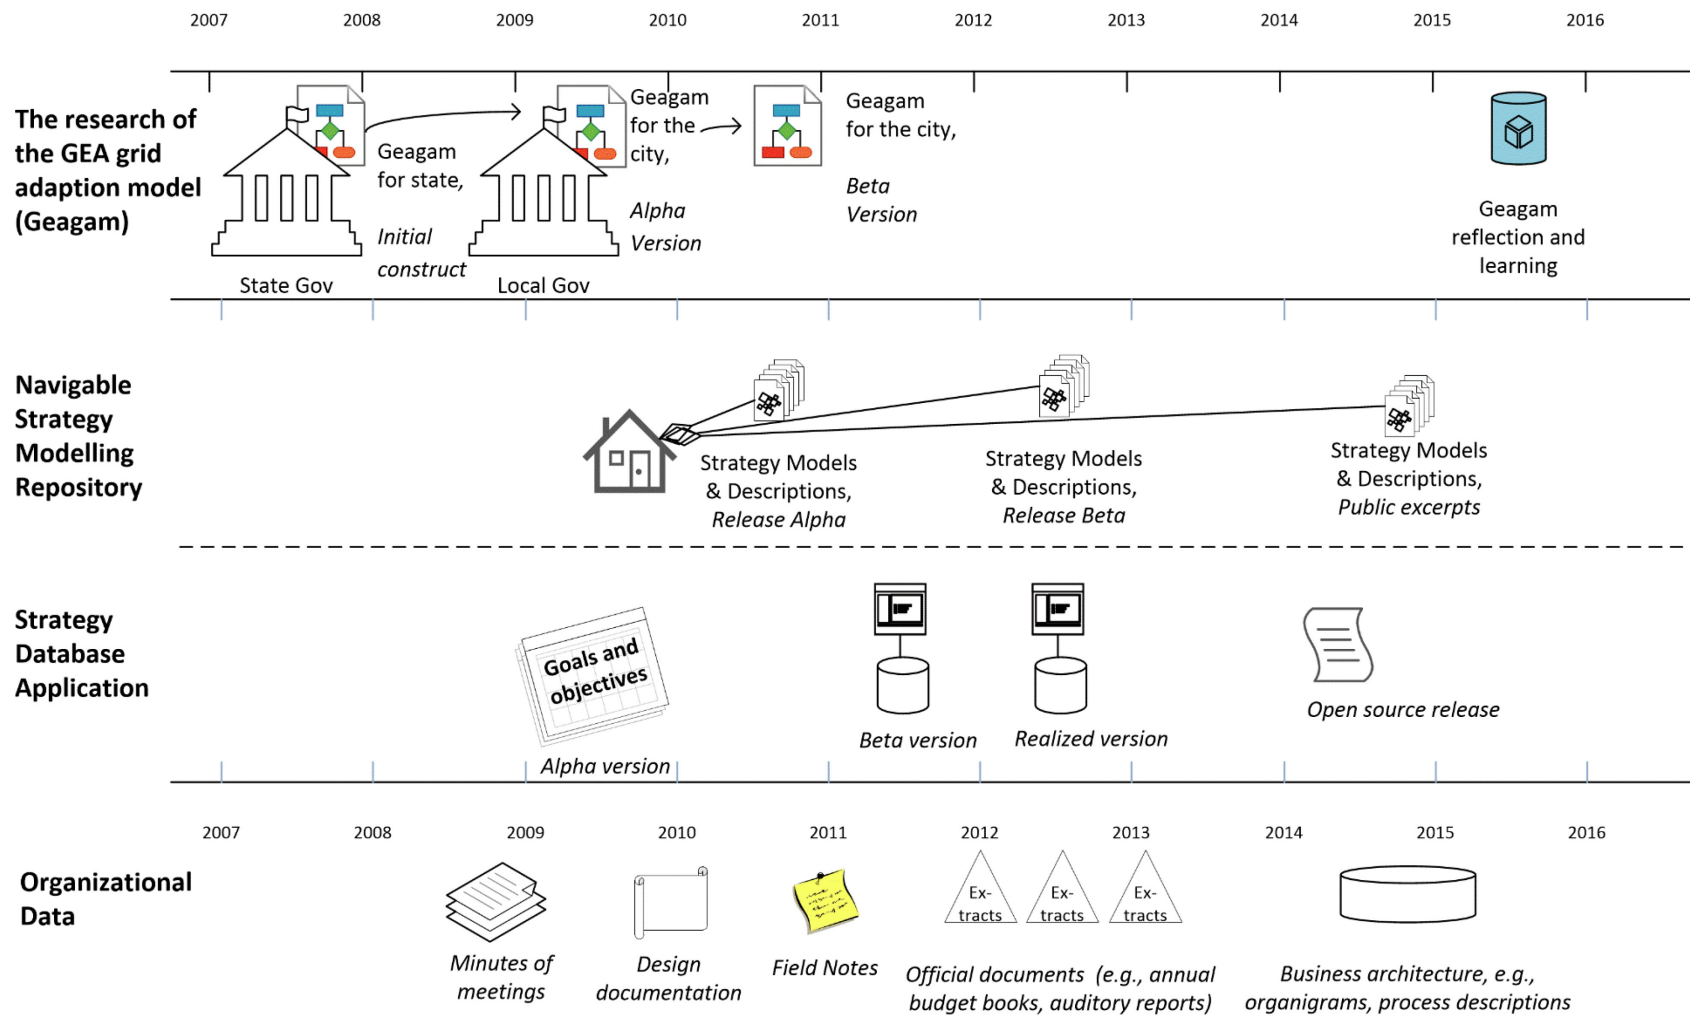 2007 2008 2009 2010 2011 2012 2013 2014 2015 2016
The research of
the GEA grid
adaption model
(Geagam)
Geagam
for state,
Initial
construct
State Gov
Geagam
for the
city,
Alpha
Version
Local Gov
Geagam
for the city,
Beta
Version
Geagam
reflection and
learning
Navigable
Strategy
Modelling
Repository
Strategy Models
& Descriptions,
Release Alpha
Strategy Models
& Descriptions,
Release Beta
Strategy Models
& Descriptions,
Public excerpts
Strategy
Database
Application
Goals and
objectives
Alpha version
Beta version
Realized version
Open source release
2007 2008 2009 2010 2011 2012 2013 2014 2015 2016
Organizational
Data
Minutes of
meetings
Design
documentation
Field Notes
Ex-
tracts
Ex-
tracts
Ex-
tracts
Official documents (e.g., annual
budget books, auditory reports)
Business architecture, e.g.,
organigrams, process descriptions